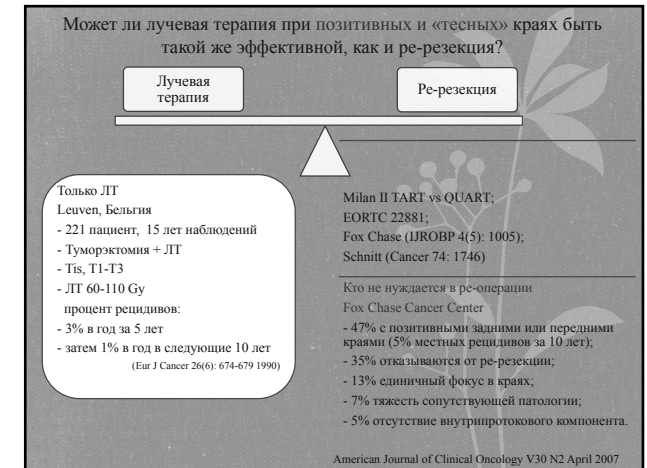 Может ли лучевая терапия при позитивных и «тесных» краях быть
такой же эффективной, как и ре-резекция?
Лучевая
терапия
Ре-резекция
Только ЛТ
Leuven, Бельгия
- 221 пациент, 15 лет наблюдений
- Туморэктомия + ЛТ
- Tis, T1-T3
- ЛТ 60-110 Gy
процент рецидивов:
- 3% в год за 5 лет
- затем 1% в год в следующие 10 лет
(Eur J Cancer 26(6): 674-679 1990)
Milan II TART vs QUART;
EORTC 22881;
Fox Chase (IJROBP 4(5): 1005);
Schnitt (Cancer 74: 1746)
Кто не нуждается в ре-операции
Fox Chase Cancer Center
- 47% с позитивными задними или передними
краями (5% местных рецидивов за 10 лет);
- 35% отказываются от ре-резекции;
- 13% единичный фокус в краях;
- 7% тяжесть сопутствующей патологии;
- 5% отсутствие внутрипротокового компонента.
American Journal of Clinical Oncology V30 N2 April 2007